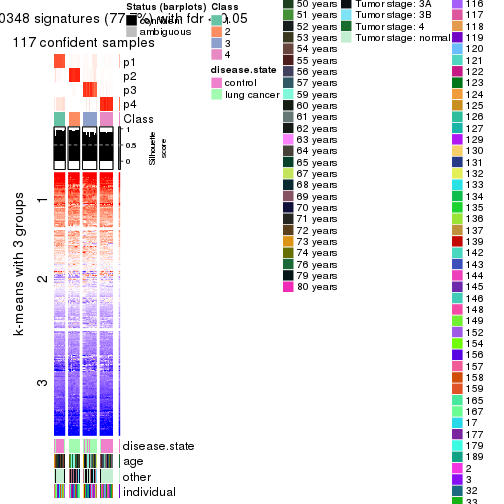 0348 signatures (77.7%) with fdr < 0.05
117 confident samples
p1
p2
p3
p4
Class
1
0.5
0
Silhouette
score
k-means with 3 groups
1
2
3
disease.state
age
other
individual
Status (barplots)
confident
ambiguous
Class
1
2
3
4
disease.state
control
lung cancer
50 years
51 years
52 years
53 years
54 years
55 years
56 years
57 years
59 years
60 years
61 years
62 years
63 years
64 years
65 years
67 years
68 years
69 years
70 years
71 years
72 years
73 years
74 years
76 years
79 years
80 years
Tumor stage: 3A
Tumor stage: 3B
Tumor stage: 4
Tumor stage: normal
116
117
118
119
120
121
122
123
124
125
126
127
129
130
131
132
133
134
135
136
137
139
142
143
144
145
146
148
149
152
154
156
157
158
159
165
167
17
177
179
189
2
3
32
33